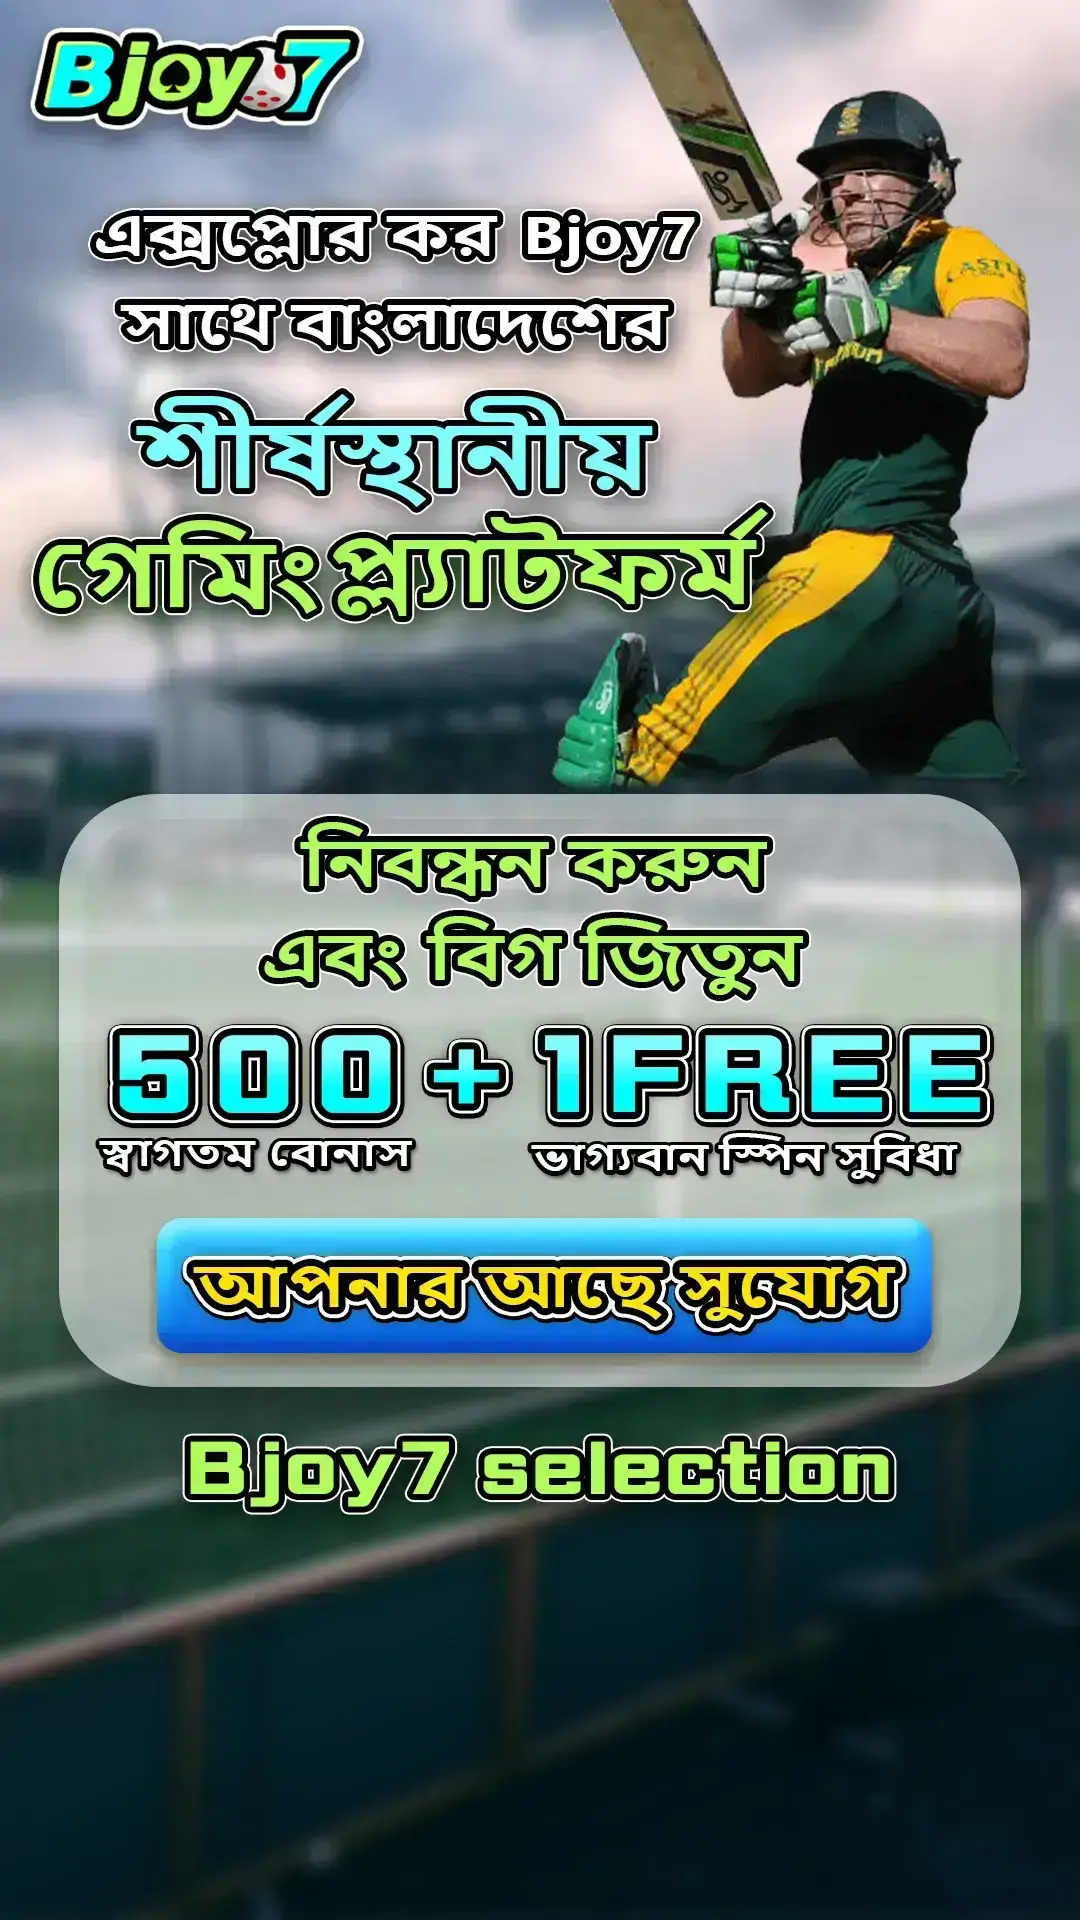 Bjoy7
এক্সপ্লোর কর Bjoy7
সাথে বাংলাদেশের
শীর্ষস্থানীয়
গেমিং প্ল্যাটফর্ম
নিবন্ধন করুন
এবং বিগ জিতুন
500 + 1FREE
স্বাগতম বোনাস ভাগ্যবান স্পিন সুবিধা
আপনার আছে সুযোগ
Bjoy7 selection